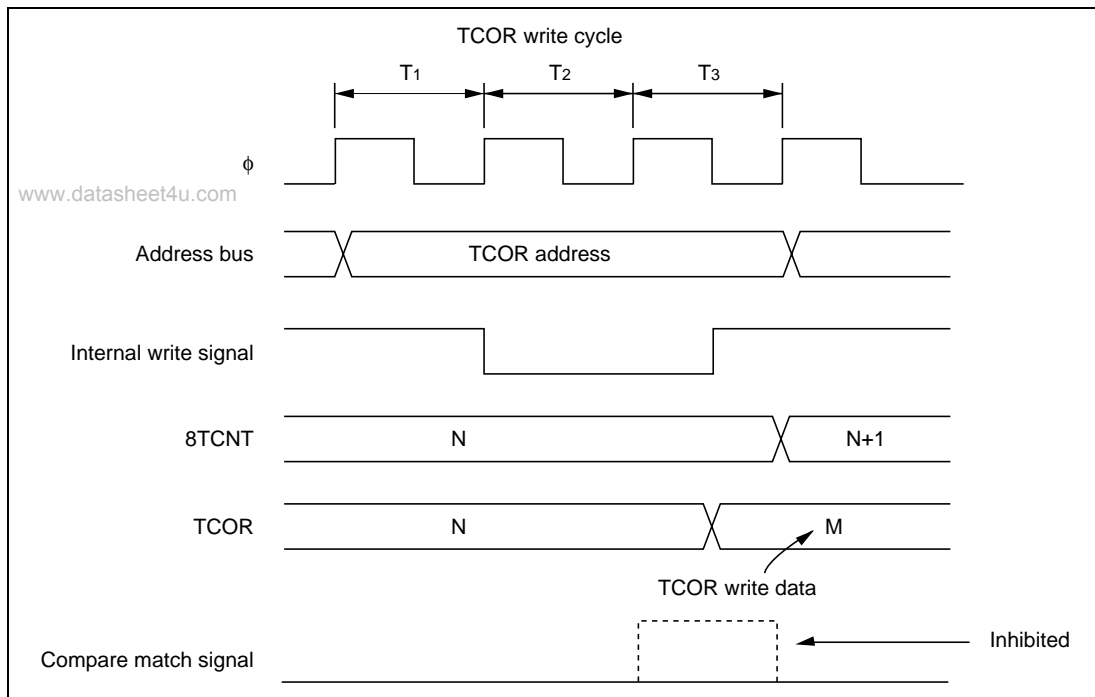 TCOR write cycle
T1 T2 T3
φ
www.datasheet4u.com
Address bus TCOR address
Internal write signal
8TCNT N N+1
TCOR N M
TCOR write data
Inhibited
Compare match signal